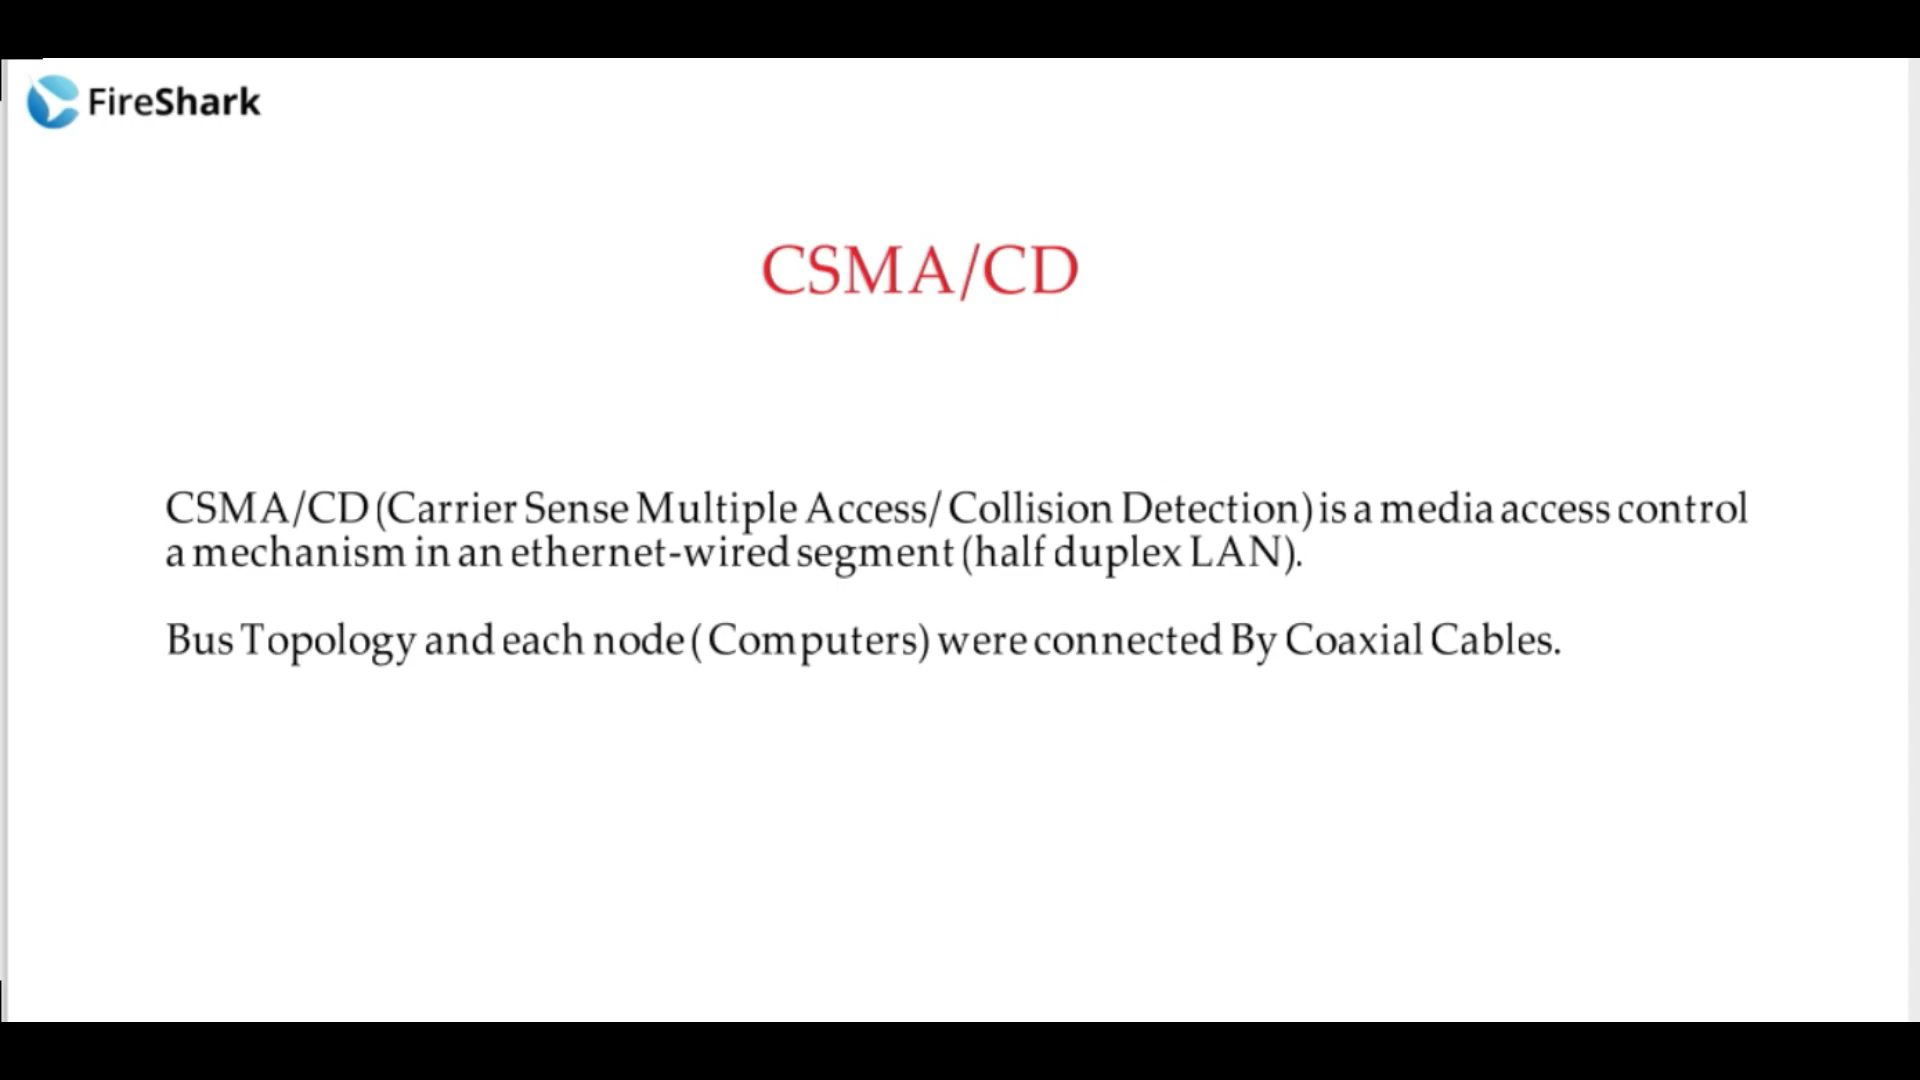 FireShark
CSMA/CD
CSMA/CD (Carrier Sense Multiple Access/ Collision Detection) is a media access control
a mechanism in an ethernet-wired segment (half duplex LAN).
Bus Topology and each node ( Computers) were connected By Coaxial Cables.